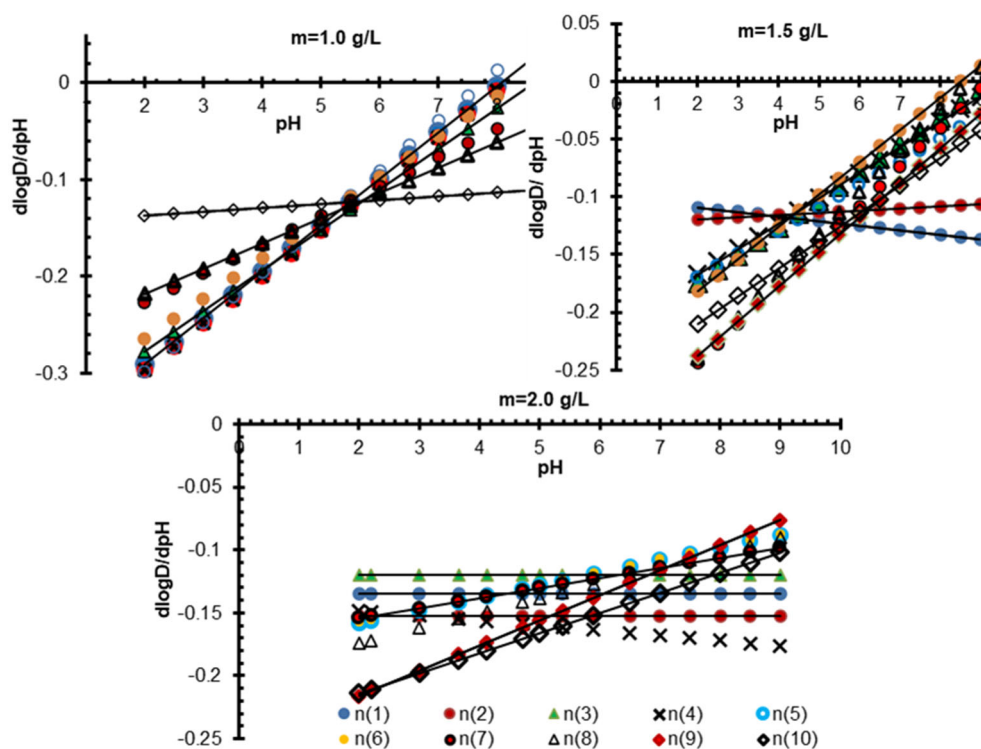 m=1.0 g/L
0
2 3 4 5 6 7
pH
-0.1
-0.2
-0.3
dlogD/dpH
m=1.5 g/L
0.05
0
0 1 2 3 4 5 6 7
pH
-0.05
-0.1
-0.15
-0.2
-0.25
dlogD/ dpH
m=2.0 g/L
0
0 1 2 3 4 5 6 7 8 9 10
pH
-0.05
-0.1
-0.15
-0.2
-0.25
dlogD/dpH
n(1) n(2) n(3) n(4) n(5)
n(6) n(7) n(8) n(9) n(10)